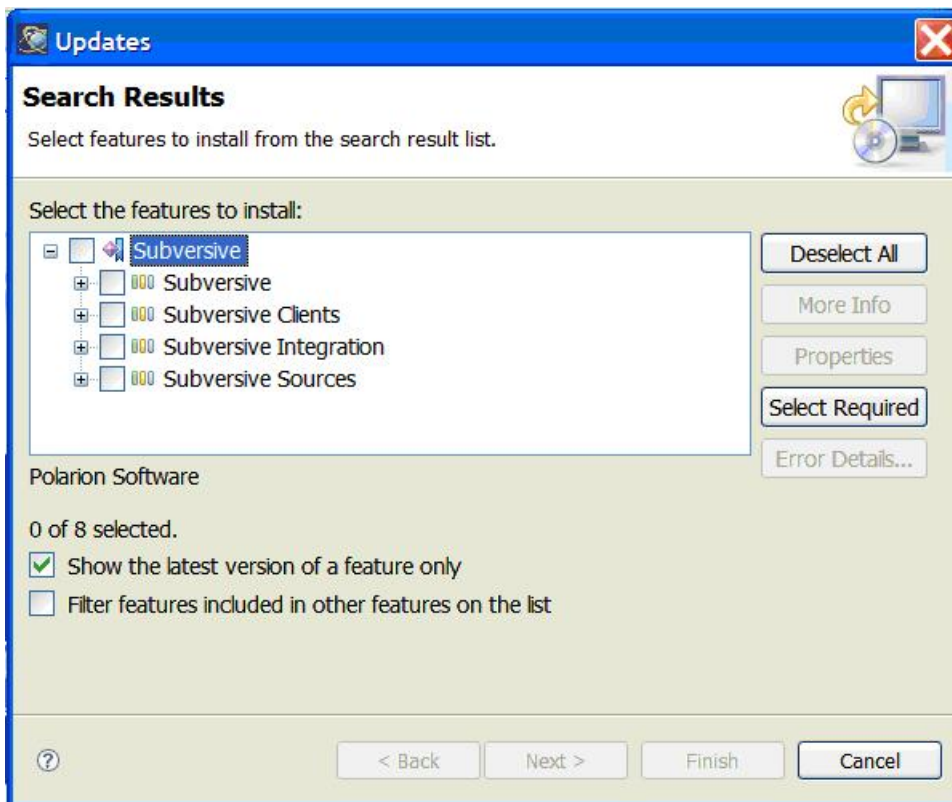 Updates
Search Results
Select features to install from the search result list.
Select the features to install:
Subversive
Subversive
Subversive Clients
Subversive Integration
Subversive Sources
Deselect All
More Info
Properties
Select Required
Error Details...
Polarion Software
0 of 8 selected.
Show the latest version of a feature only
Filter features included in other features on the list
?
< Back
Next >
Finish
Cancel